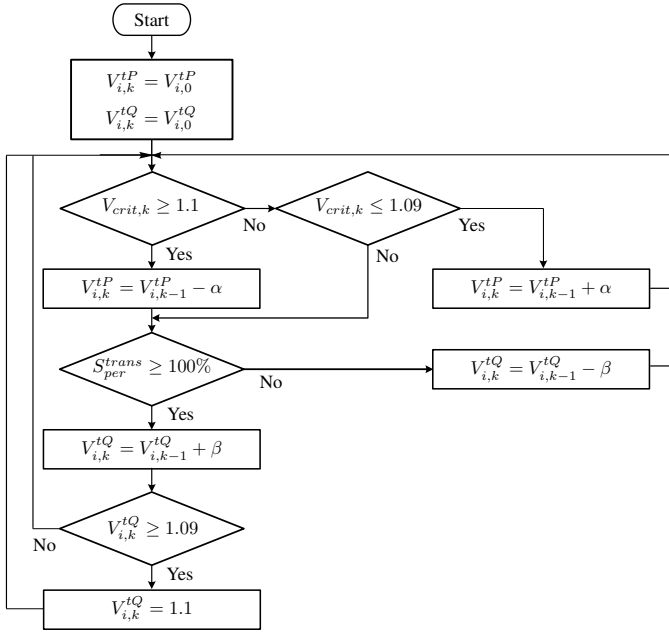 Start
V_{i,k}^{tP} = V_{i,0}^{tP}
V_{i,k}^{tQ} = V_{i,0}^{tQ}
V_{crit,k} ≥ 1.1
No
V_{crit,k} ≤ 1.09
Yes
Yes
No
V_{i,k}^{tP} = V_{i,k-1}^{tP} − α
V_{i,k}^{tP} = V_{i,k-1}^{tP} + α
S_{per}^{trans} ≥ 100%
No
V_{i,k}^{tQ} = V_{i,k-1}^{tQ} − β
Yes
V_{i,k}^{tQ} = V_{i,k-1}^{tQ} + β
V_{i,k}^{tQ} ≥ 1.09
No
Yes
V_{i,k}^{tQ} = 1.1